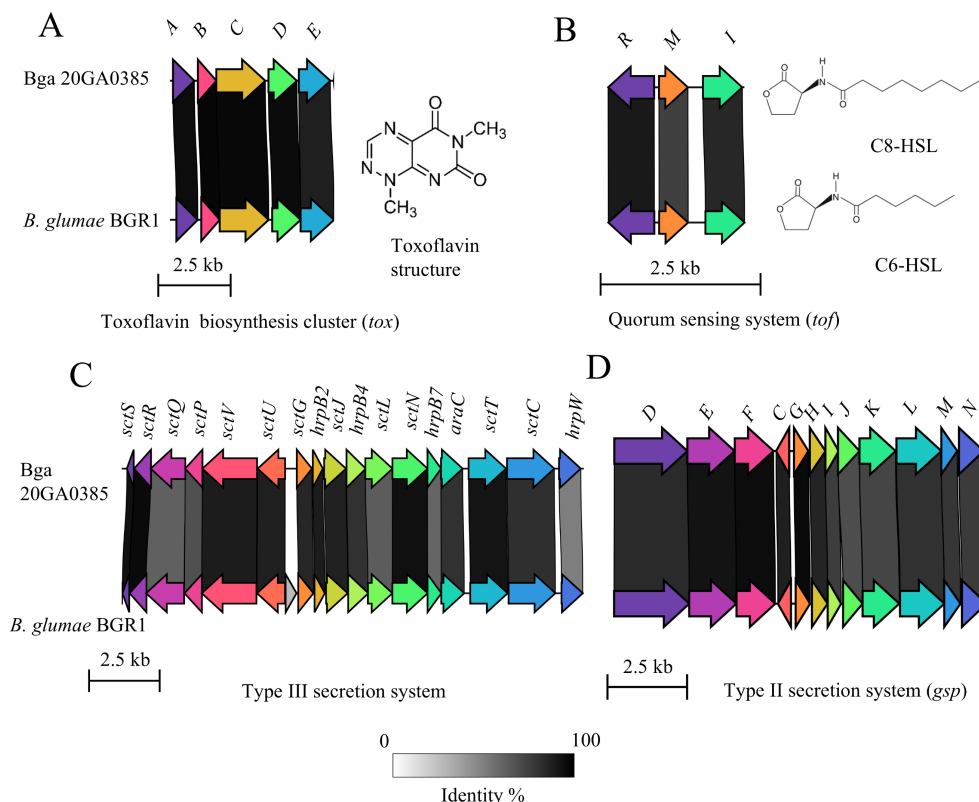 A
A B C D E
Bga 20GA0385
B. glumae BGR1
2.5 kb
N
N
N
N
N
N
O
O
CH₃
CH₃
Toxoflavin
structure
Toxoflavin biosynthesis cluster (tox)
B
R M I
2.5 kb
O
O
H
N
O
C8-HSL
O
O
H
N
O
C6-HSL
Quorum sensing system (tof)
C
sctS sctR sctQ sctP sctV sctU sctG hrpB2 sctJ hrpB4 sctL sctN hrpB7 araC sctT sctC hrpW
Bga
20GA0385
B. glumae BGR1
2.5 kb
Type III secretion system
D
D E F C G H I J K L M N
2.5 kb
Type II secretion system (gsp)
0 100
Identity %